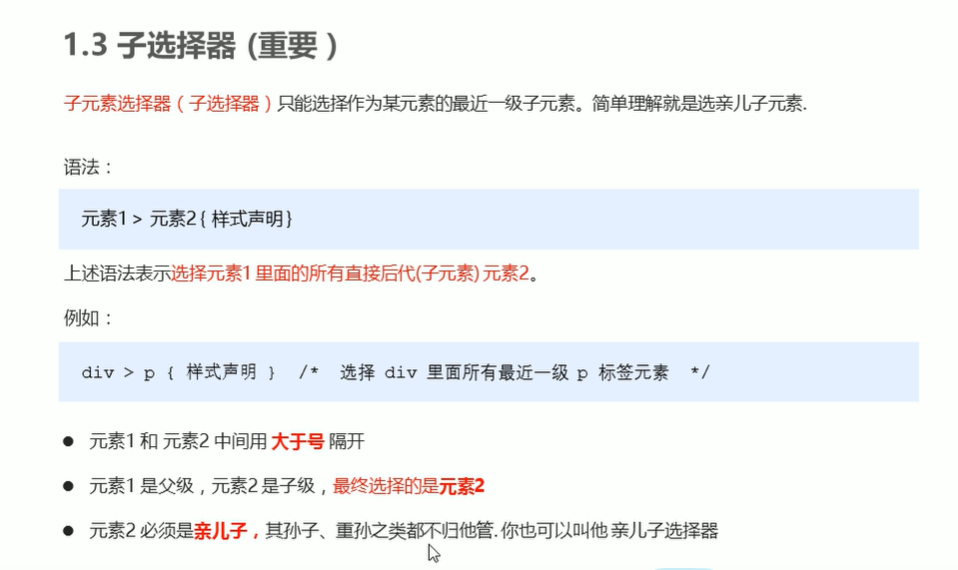 1.3 子选择器 (重要）
子元素选择器（子选择器）只能选择作为某元素的最近一级子元素。简单理解就是选亲儿子元素.
语法：
元素1 > 元素2{ 样式声明}
上述语法表示选择元素1 里面的所有直接后代(子元素) 元素2。
例如：
div > p { 样式声明 } /* 选择 div 里面所有最近一级 p 标签元素 */
● 元素1 和 元素2 中间用 大于号 隔开
● 元素1 是父级，元素2 是子级，最终选择的是元素2
● 元素2 必须是亲儿子，其孙子、重孙之类都不归他管. 你也可以叫他 亲儿子选择器